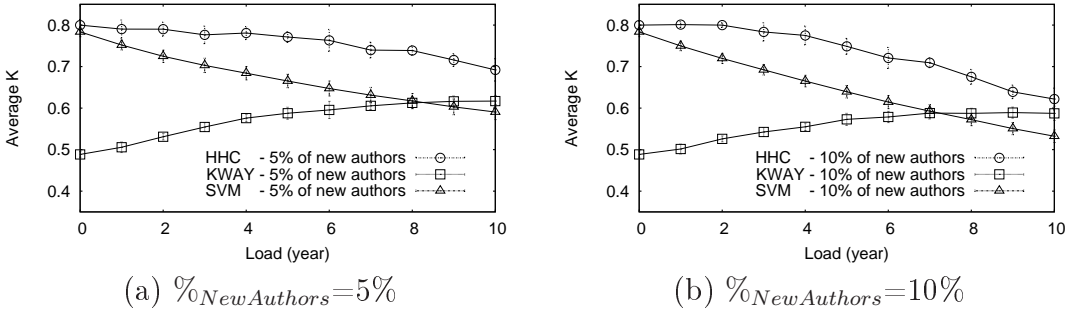 0.8
0.7
0.6
0.5
0.4
Average K
HHC - 5% of new authors
KWAY - 5% of new authors
SVM - 5% of new authors
0 2 4 6 8 10
Load (year)
(a) %NewAuthors=5%
0.8
0.7
0.6
0.5
0.4
Average K
HHC - 10% of new authors
KWAY - 10% of new authors
SVM - 10% of new authors
0 2 4 6 8 10
Load (year)
(b) %NewAuthors=10%